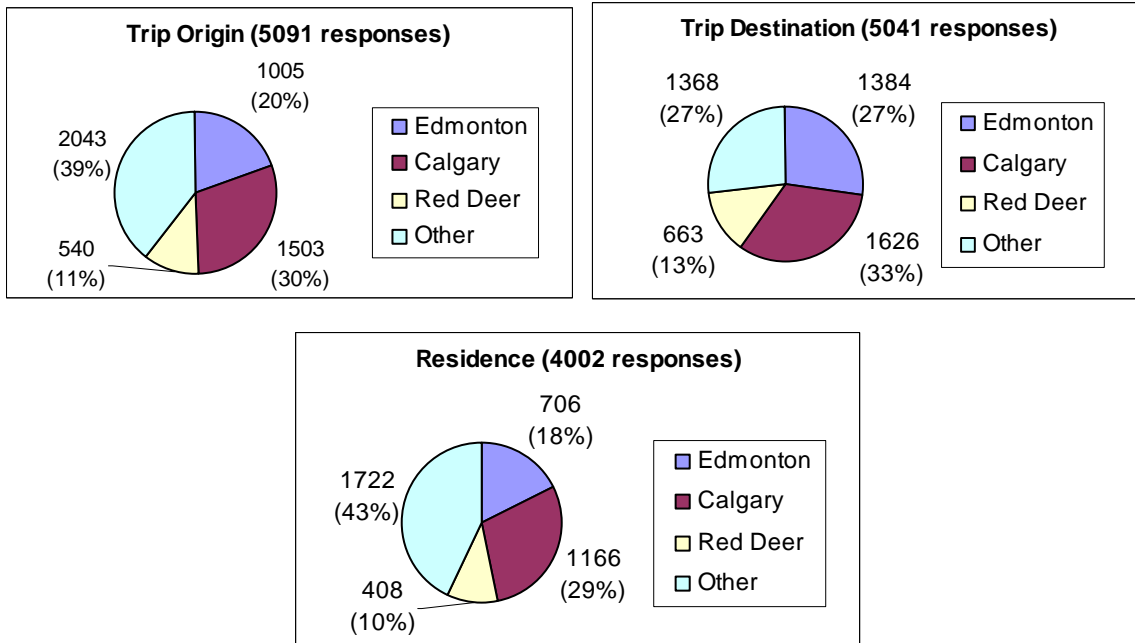 Trip Origin (5091 responses)
1005
(20%)
2043
(39%)
540
(11%)
1503
(30%)
Edmonton
Calgary
Red Deer
Other
Trip Destination (5041 responses)
1368
(27%)
1384
(27%)
663
(13%)
1626
(33%)
Edmonton
Calgary
Red Deer
Other
Residence (4002 responses)
706
(18%)
1722
(43%)
408
(10%)
1166
(29%)
Edmonton
Calgary
Red Deer
Other